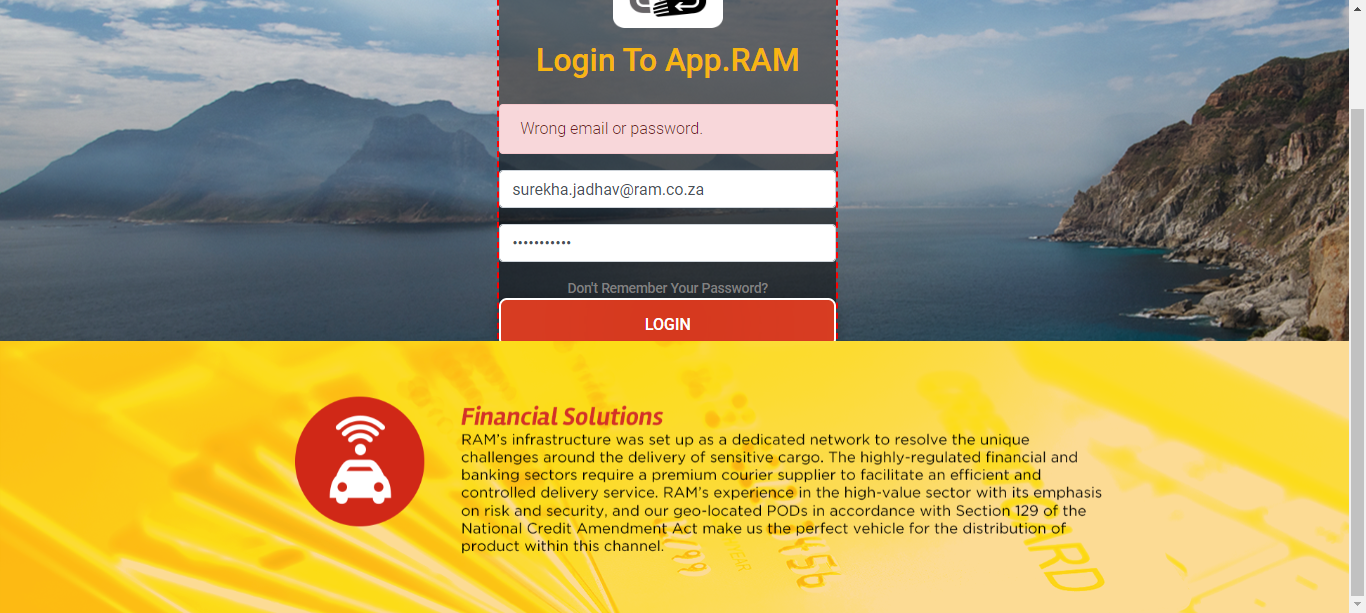 Login To App.RAM
Wrong email or password.
surekha.jadhav@ram.co.za
•••••••••••
Don't Remember Your Password?
LOGIN
Financial Solutions
RAM's infrastructure was set up as a dedicated network to resolve the unique
challenges around the delivery of sensitive cargo. The highly-regulated financial and
banking sectors require a premium courier supplier to facilitate an efficient and
controlled delivery service. RAM's experience in the high-value sector with its emphasis
on risk and security, and our geo-located PODs in accordance with Section 129 of the
National Credit Amendment Act make us the perfect vehicle for the distribution of
product within this channel.